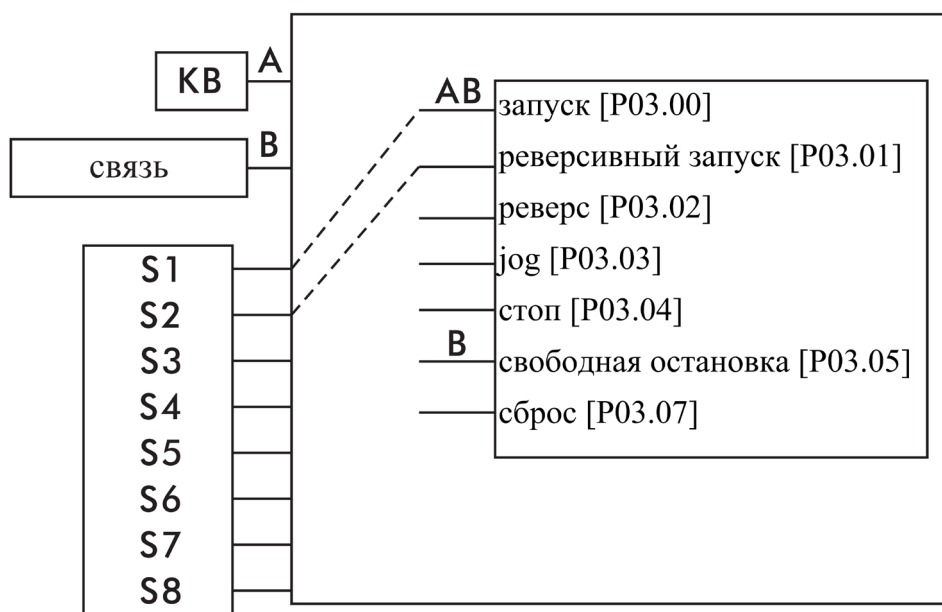 КВ
A
связь
B
S1
S2
S3
S4
S5
S6
S7
S8
AB
запуск [P03.00]
реверсивный запуск [P03.01]
реверс [P03.02]
jog [P03.03]
стоп [P03.04]
B
свободная остановка [P03.05]
сброс [P03.07]